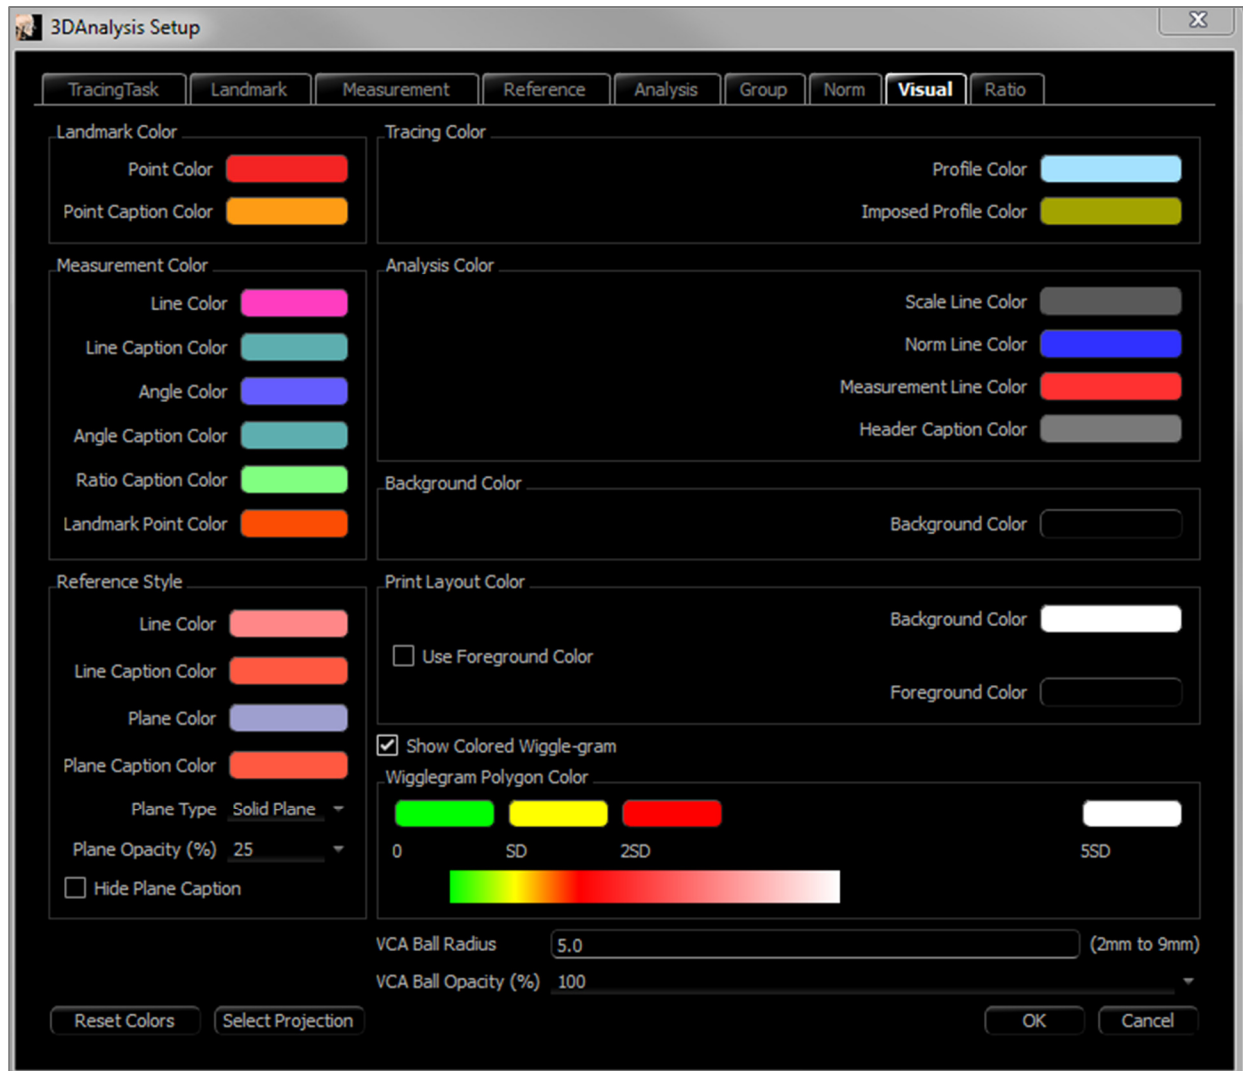 3DAnalysis Setup
TracingTask Landmark Measurement Reference Analysis Group Norm Visual Ratio
Landmark Color
Point Color
Point Caption Color
Tracing Color
Profile Color
Imposed Profile Color
Measurement Color
Line Color
Line Caption Color
Angle Color
Angle Caption Color
Ratio Caption Color
Landmark Point Color
Analysis Color
Scale Line Color
Norm Line Color
Measurement Line Color
Header Caption Color
Background Color
Background Color
Reference Style
Line Color
Line Caption Color
Plane Color
Plane Caption Color
Plane Type Solid Plane
Plane Opacity (%) 25
Hide Plane Caption
Print Layout Color
Background Color
Use Foreground Color
Foreground Color
Show Colored Wiggle-gram
Wigglegram Polygon Color
0 SD 2SD 5SD
VCA Ball Radius 5.0 (2mm to 9mm)
VCA Ball Opacity (%) 100
Reset Colors Select Projection OK Cancel